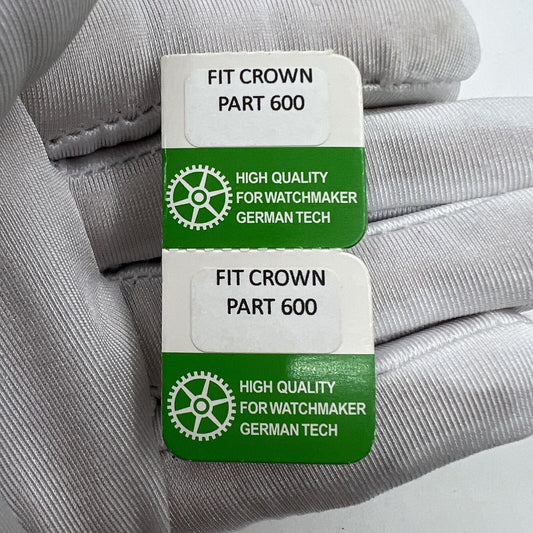 FIT CROWN
PART 600
HIGH QUALITY
FOR WATCHMAKER
GERMAN TECH
FIT CROWN
PART 600
HIGH QUALITY
FOR WATCHMAKER
GERMAN TECH